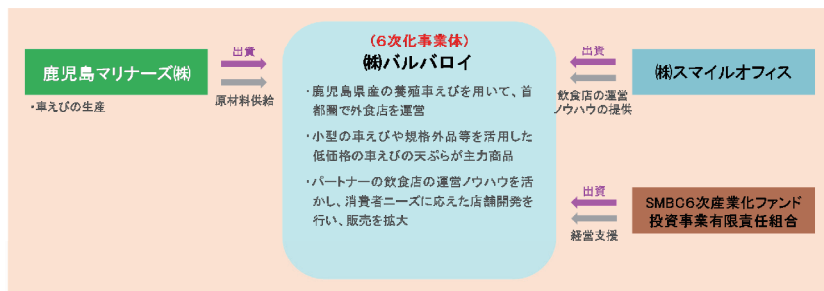 鹿児島マリナーズ㈱
・車えびの生産
出資
原材料供給
(6次化事業体)
㈱バルバロイ
・鹿児島県産の養殖車えびを用いて、首
都圏で外食店を運営
・小型の車えびや規格外品等を活用した
低価格の車えびの天ぷらが主力商品
・パートナーの飲食店の運営ノウハウを活
かし、消費者ニーズに応えた店舗開発を
行い、販売を拡大
出資
飲食店の運営
ノウハウの提供
㈱スマイルオフィス
出資
経営支援
SMBC6次産業化ファンド
投資事業有限責任組合